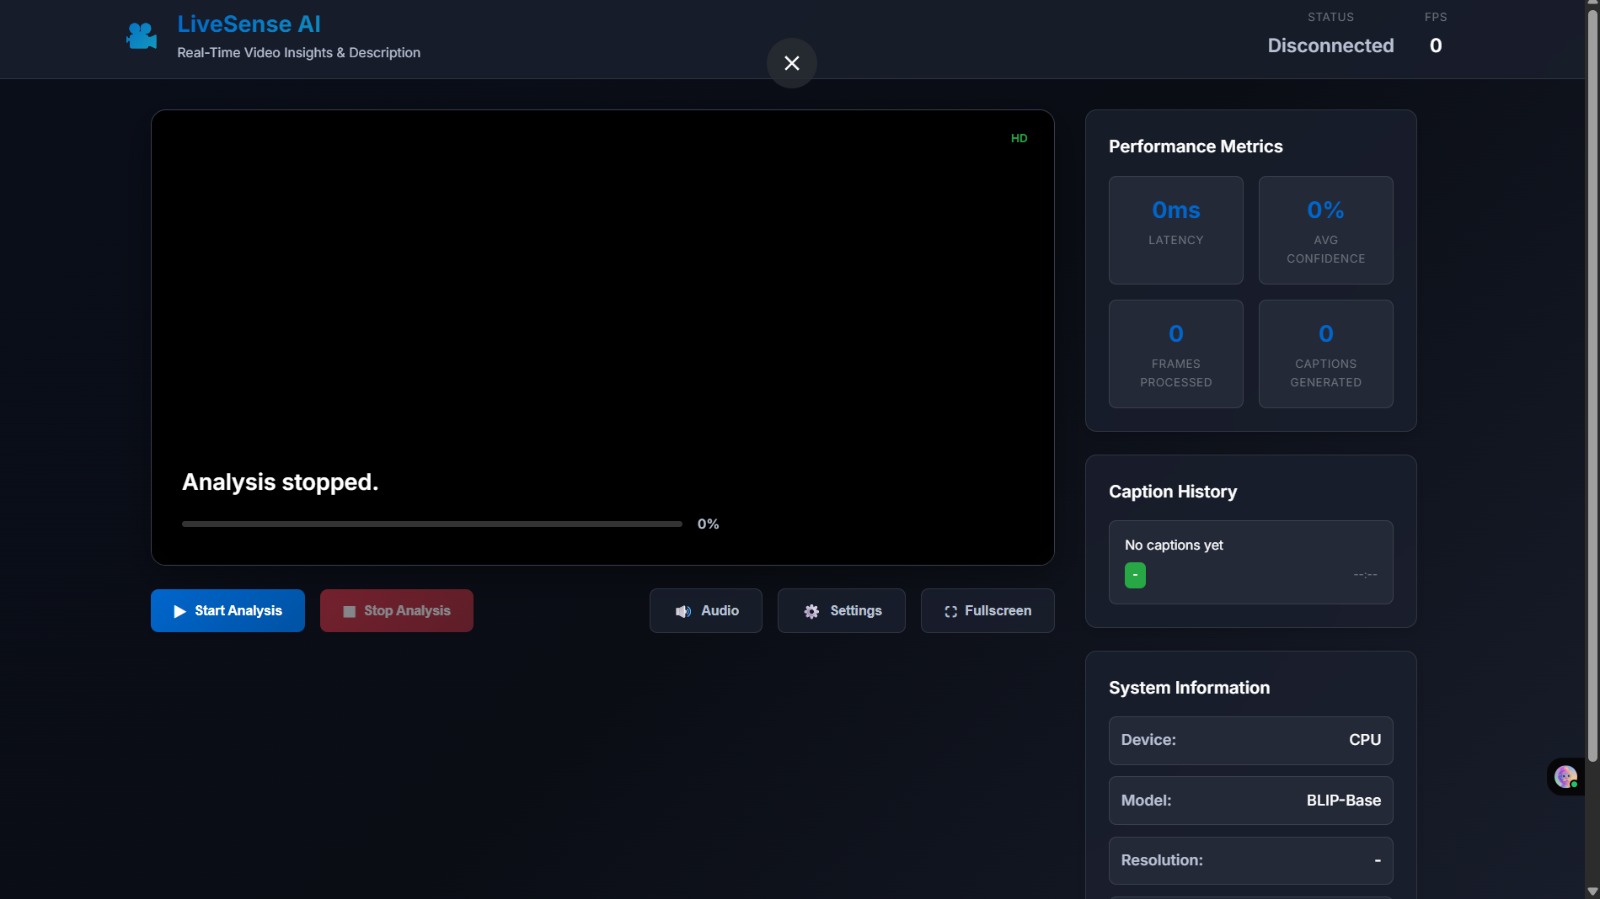 LiveSense AI
Real-Time Video Insights & Description
STATUS
Disconnected
FPS
0
HD
Analysis stopped.
0%
Start Analysis
Stop Analysis
Audio
Settings
Fullscreen
Performance Metrics
0ms
LATENCY
0%
AVG
CONFIDENCE
0
FRAMES
PROCESSED
0
CAPTIONS
GENERATED
Caption History
No captions yet
-
--:--
System Information
Device: CPU
Model: BLIP-Base
Resolution: -